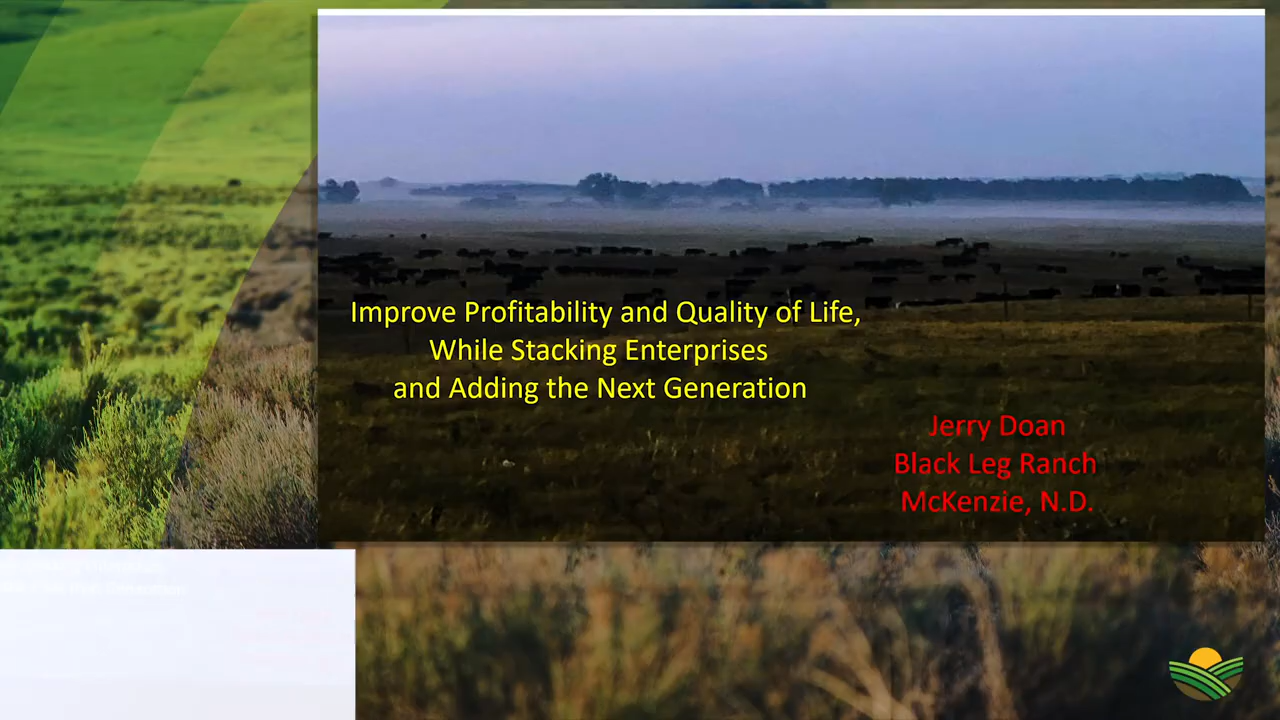 Improve Profitability and Quality of Life,
While Stacking Enterprises
and Adding the Next Generation
Jerry Doan
Black Leg Ranch
McKenzie, N.D.